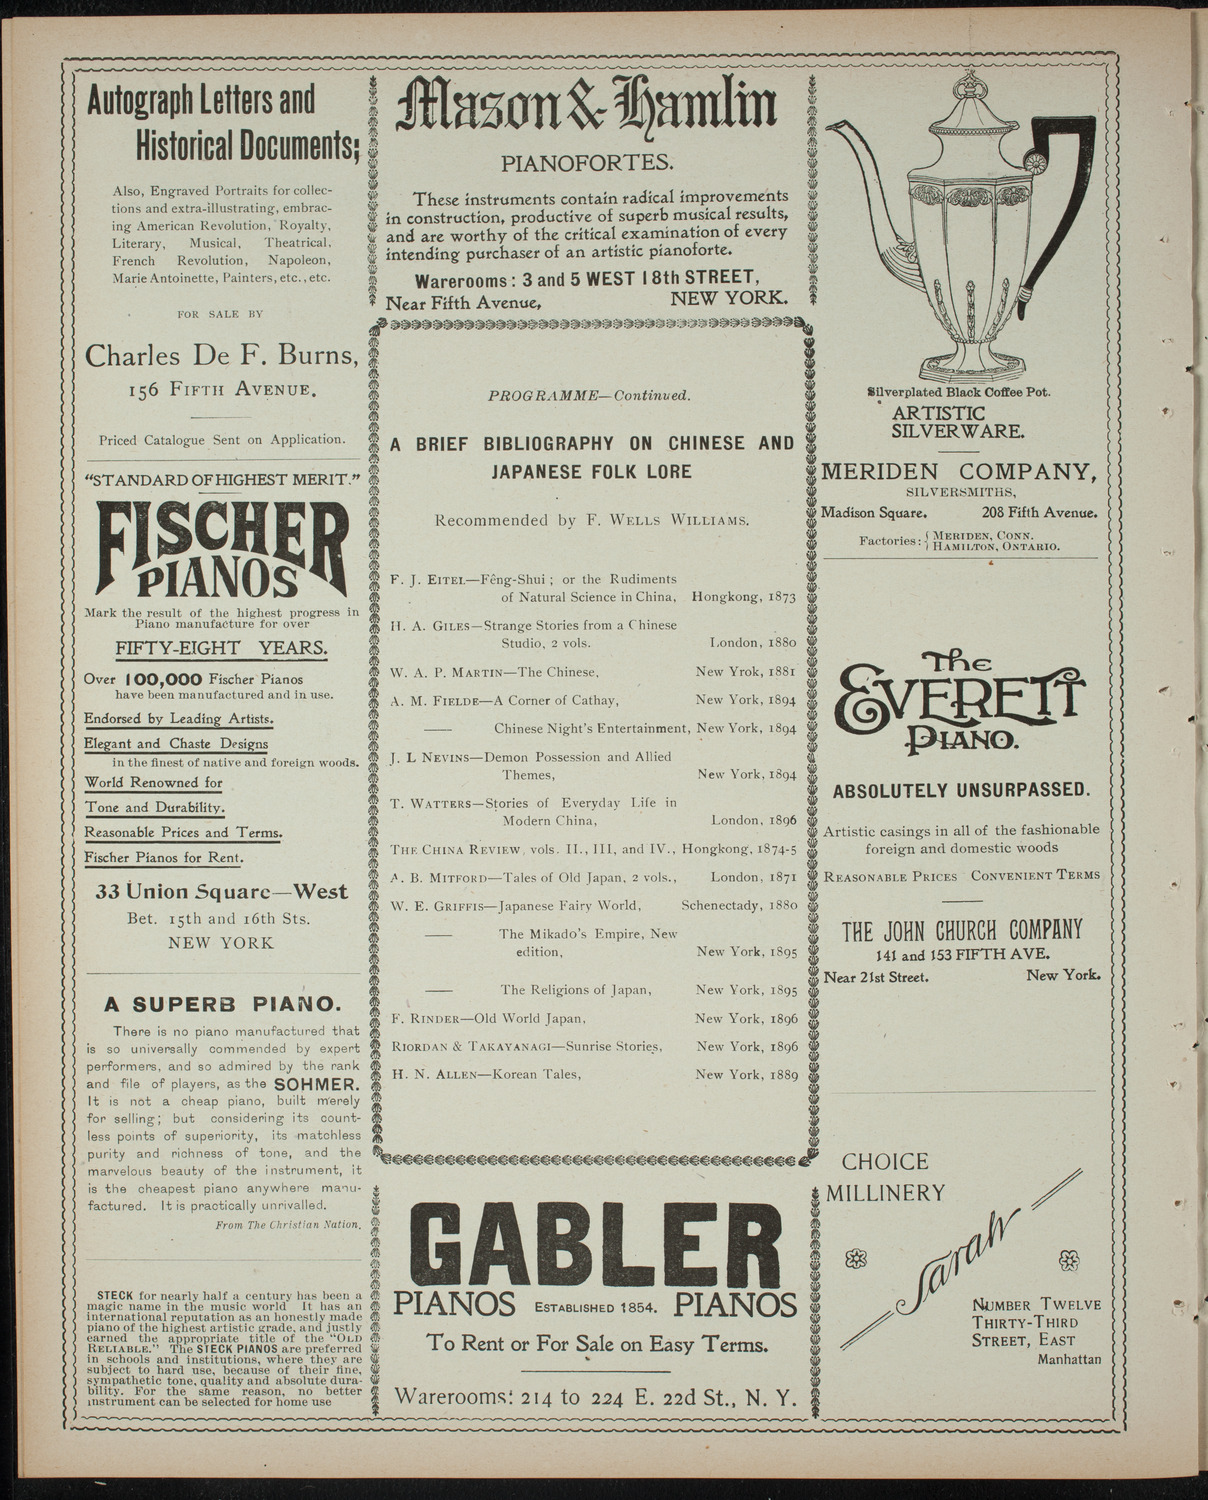 Autograph Letters and
Historical Documents;
Also, Engraved Portraits for collec-
tions and extra-illustrating, embrac-
ing American Revolution, Royalty,
Literary, Musical, Theatrical,
French Revolution, Napoleon,
Marie Antoinette, Painters, etc., etc.
FOR SALE BY
Charles De F. Burns,
156 FIFTH AVENUE.
Priced Catalogue Sent on Application.
“STANDARD OF HIGHEST MERIT.”
FISCHER
PIANOS
Mark the result of the highest progress in
Piano manufacture for over
FIFTY-EIGHT YEARS.
Over 100,000 Fischer Pianos
have been manufactured and in use.
Endorsed by Leading Artists.
Elegant and Chaste Designs
in the finest of native and foreign woods.
World Renowned for
Tone and Durability.
Reasonable Prices and Terms.
Fischer Pianos for Rent.
33 Union Square—West
Bet. 15th and 16th Sts.
NEW YORK
A SUPERB PIANO.
There is no piano manufactured that
is so universally commended by expert
performers, and so admired by the rank
and file of players, as the SOHMER.
It is not a cheap piano, built merely
for selling; but considering its count-
less points of superiority, its matchless
purity and richness of tone, and the
marvelous beauty of the instrument, it
is the cheapest piano anywhere manu-
factured. It is practically unrivalled.
From The Christian Nation.
STECK for nearly half a century has been a
magic name in the music world It has an
international reputation as an honestly made
piano of the highest artistic grade, and justly
earned the appropriate title of the “OLD
RELIABLE.” The STECK PIANOS are preferred
in schools and institutions, where they are
subject to hard use, because of their fine,
sympathetic tone, quality and absolute dura-
bility. For the same reason, no better
instrument can be selected for home use
Mason & Hamlin
PIANOFORTES.
These instruments contain radical improvements
in construction, productive of superb musical results,
and are worthy of the critical examination of every
intending purchaser of an artistic pianoforte.
Warerooms: 3 and 5 WEST 18th STREET,
Near Fifth Avenue, NEW YORK.
PROGRAMME—Continued.
A BRIEF BIBLIOGRAPHY ON CHINESE AND
JAPANESE FOLK LORE
Recommended by F. WELLS WILLIAMS.
F. J. EITEL—Fêng-Shui; or the Rudiments
of Natural Science in China, Hongkong, 1873
H. A. GILES—Strange Stories from a Chinese
Studio, 2 vols. London, 1880
W. A. P. MARTIN—The Chinese, New Yrok, 1881
A. M. FIELDE—A Corner of Cathay, New York, 1894
—— Chinese Night's Entertainment, New York, 1894
J. L NEVINS—Demon Possession and Allied
Themes, New York, 1894
T. WATTERS—Stories of Everyday Life in
Modern China, London, 1896
THE CHINA REVIEW, vols. II., III, and IV., Hongkong, 1874-5
A. B. MITFORD—Tales of Old Japan, 2 vols., London, 1871
W. E. GRIFFIS—Japanese Fairy World, Schenectady, 1880
—— The Mikado's Empire, New
edition, New York, 1895
—— The Religions of Japan, New York, 1895
F. RINDER—Old World Japan, New York, 1896
RIORDAN & TAKAYANAGI—Sunrise Stories, New York, 1896
H. N. ALLEN—Korean Tales, New York, 1889
GABLER
PIANOS ESTABLISHED 1854. PIANOS
To Rent or For Sale on Easy Terms.
Warerooms: 214 to 224 E. 22d St., N. Y.
Silverplated Black Coffee Pot.
ARTISTIC
SILVERWARE.
MERIDEN COMPANY,
SILVERSMITHS,
Madison Square. 208 Fifth Avenue.
Factories: { MERIDEN, CONN.
HAMILTON, ONTARIO.
The
EVERETT
PIANO.
ABSOLUTELY UNSURPASSED.
Artistic casings in all of the fashionable
foreign and domestic woods
REASONABLE PRICES CONVENIENT TERMS
THE JOHN CHURCH COMPANY
141 and 153 FIFTH AVE.
Near 21st Street. New York.
CHOICE
MILLINERY
Sarah
NUMBER TWELVE
THIRTY-THIRD
STREET, EAST
Manhattan